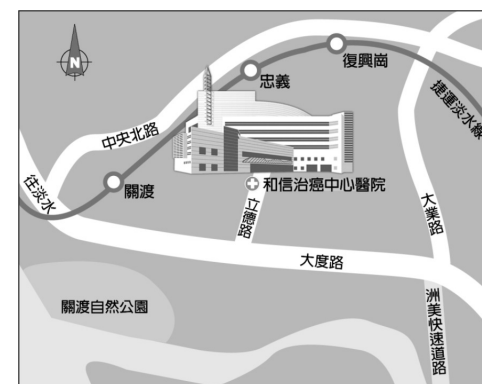 N
復興崗
忠義
捷運淡水線
中央北路
關渡
往淡水
和信治癌中心醫院
立德路
大業路
大度路
關渡自然公園
洲美快速道路